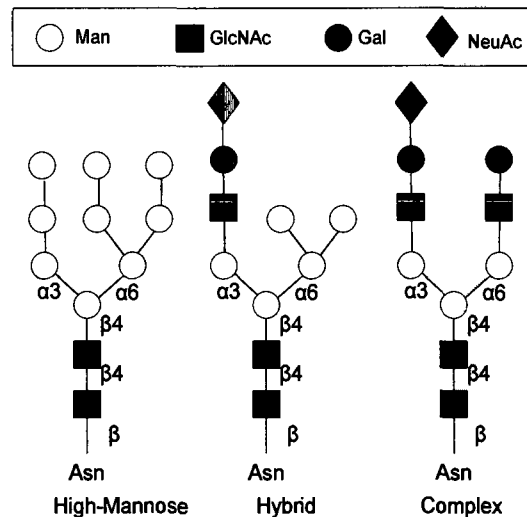 Man GlcNAc Gal NeuAc
α3 α6 α3 α6 α3 α6
β4 β4 β4
β4 β4 β4
β β β
Asn Asn Asn
High-Mannose Hybrid Complex